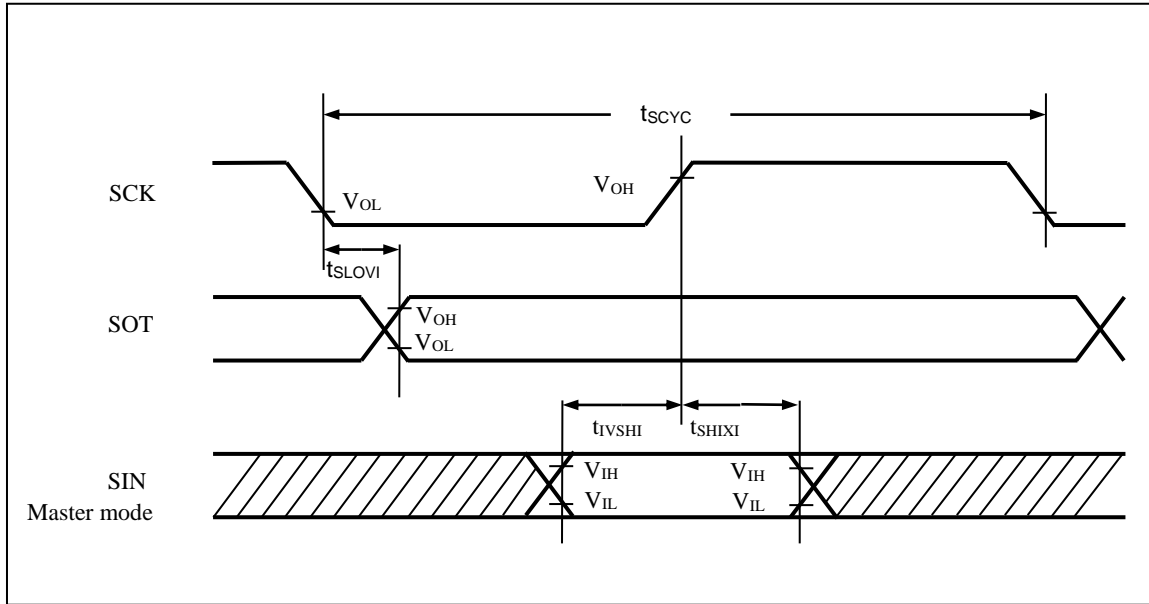 tSCYC
SCK
VOL
VOH
tSLOVI
SOT
VOH
VOL
tIVSHI
tSHIXI
SIN
Master mode
VIH
VIL
VIH
VIL